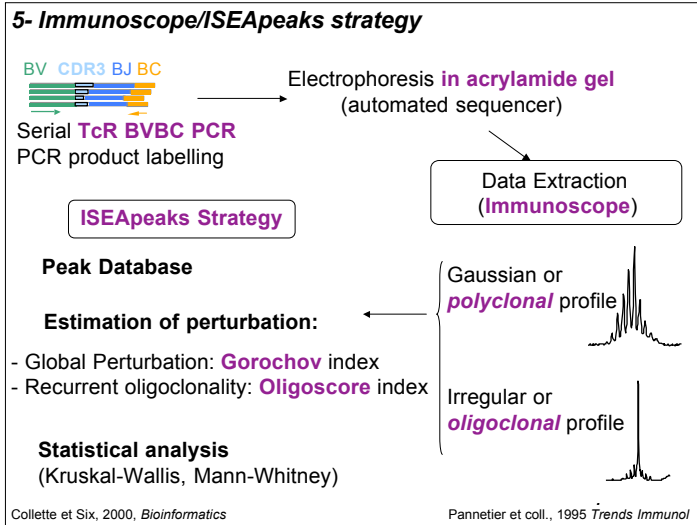 5- Immunoscope/ISEApeaks strategy
BV CDR3 BJ BC
Serial TcR BVBC PCR
PCR product labelling
Electrophoresis in acrylamide gel
(automated sequencer)
Data Extraction
(Immunoscope)
ISEApeaks Strategy
Peak Database
Estimation of perturbation:
- Global Perturbation: Gorochov index
- Recurrent oligoclonality: Oligoscore index
Statistical analysis
(Kruskal-Wallis, Mann-Whitney)
Gaussian or
polyclonal profile
Irregular or
oligoclonal profile
Collette et Six, 2000, Bioinformatics
Pannetier et coll., 1995 Trends Immunol